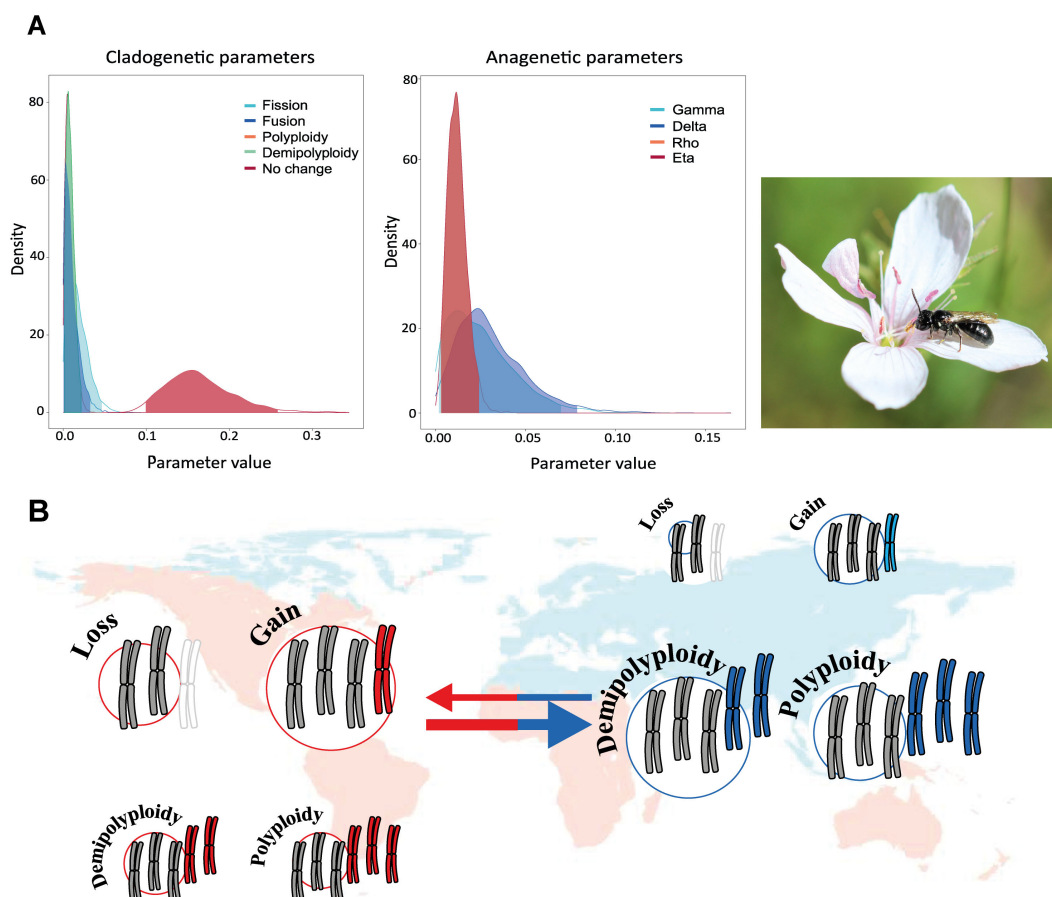 A
Cladogenetic parameters
80
60
40
20
0
Density
Fission
Fusion
Polyploidy
Demipolyploidy
No change
0.0 0.1 0.2 0.3
Parameter value
Anagenetic parameters
80
60
40
20
0
Density
Gamma
Delta
Rho
Eta
0.00 0.05 0.10 0.15
Parameter value
B
Loss
Gain
Loss
Gain
Demipolyploidy
Polyploidy
Demipolyploidy
Polyploidy